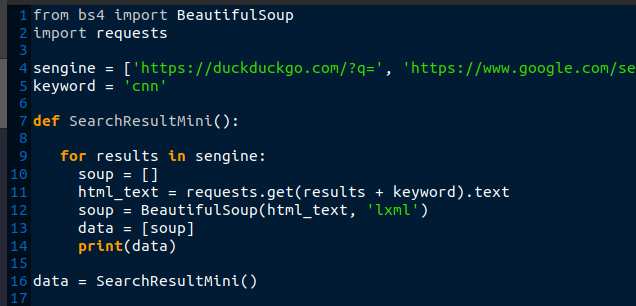 1 from bs4 import BeautifulSoup
2 import requests
3
4 sengine = ['https://duckduckgo.com/?q=', 'https://www.google.com/se
5 keyword = 'cnn'
6
7 def SearchResultMini():
8
9    for results in sengine:
10      soup = []
11      html_text = requests.get(results + keyword).text
12      soup = BeautifulSoup(html_text, 'lxml')
13      data = [soup]
14      print(data)
15
16 data = SearchResultMini()
17